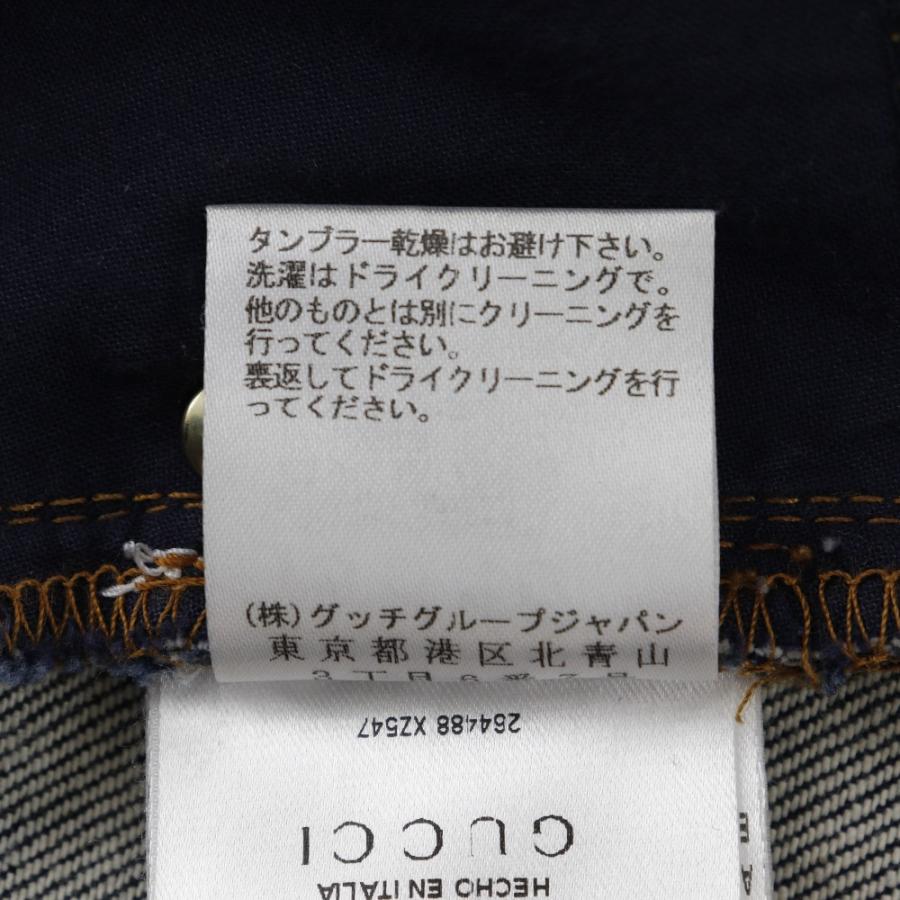 タンブラー乾燥はお避け下さい。
洗濯はドライクリーニングで。
他のものとは別にクリーニングを
行ってください。
裏返してドライクリーニングを行
ってください。
(株)グッチグループジャパン
東京都港区北青山
264488 XZ547
GUCCI
HECHO EN ITALIA